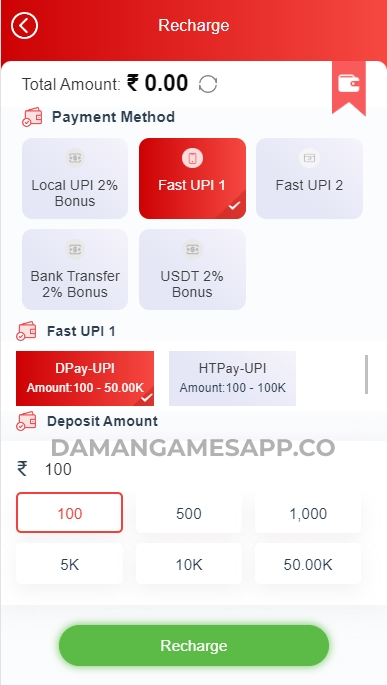 Recharge
Total Amount: ₹ 0.00
Payment Method
Local UPI 2%
Bonus
Fast UPI 1
Fast UPI 2
Bank Transfer
2% Bonus
USDT 2%
Bonus
Fast UPI 1
DPay-UPI
Amount:100 - 50.00K
HTPay-UPI
Amount:100 - 100K
Deposit Amount
DAMANGAMESAPP.CO
₹ 100
100
500
1,000
5K
10K
50.00K
Recharge